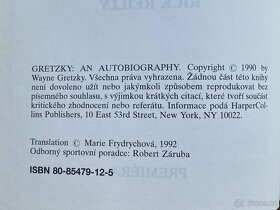 GRETZKY: AN AUTOBIOGRAPHY. Copyright © 1990 by
Wayne Gretzky. Všechna práva vyhrazena. Žádnou část této knihy
není dovoleno užít nebo jakýmkoli způsobem reprodukovat bez
písemného souhlasu, s výjimkou krátkých citací, které tvoří součást
kritického zhodnocení nebo referátu. Informace podá HarperCol-
lins Publishers, 10 East 53rd Street, New York, NY, 10022.
Translation © Marie Frydrychová, 1992
Odborný sportovní poradce: Robert Záruba
ISBN 80-85479-12-5